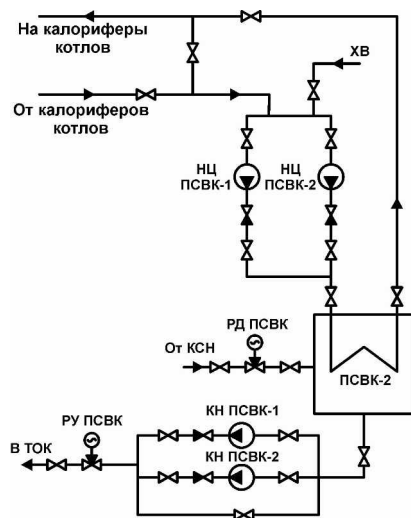 На калориферы
котлов
ХВ
От калориферов
котлов
НЦ
ПСВК-1
НЦ
ПСВК-2
РД ПСВК
От КСН
ПСВК-2
РУ ПСВК
КН ПСВК-1
КН ПСВК-2
В ТОК